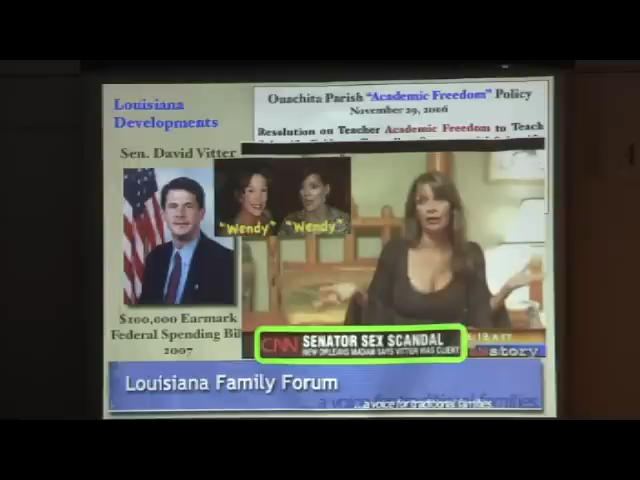 Louisiana
Developments
Ouachita Parish "Academic Freedom" Policy
November 29, 2006
Resolution on Teacher Academic Freedom to Teach
Sen. David Vitter
"Wendy" "Wendy"
$100,000 Earmark
Federal Spending Bil
2007
CNN
SENATOR SEX SCANDAL
NEW ORLEANS MADAM SAYS VITTER WAS CLIENT
story
Louisiana Family Forum
...a voice for traditional families.